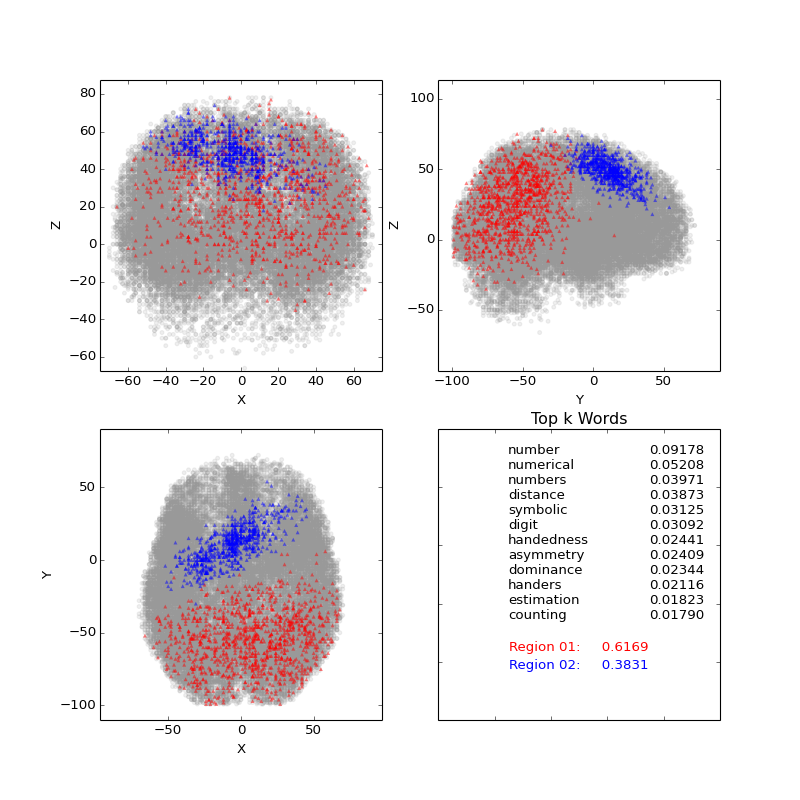 80
60
40
20
0
−20
−40
−60
Z
−60 −40 −20 0 20 40 60
X
100
50
0
−50
Z
−100 −50 0 50
Y
50
0
−50
−100
Y
−50 0 50
X
Top k Words
number 0.09178
numerical 0.05208
numbers 0.03971
distance 0.03873
symbolic 0.03125
digit 0.03092
handedness 0.02441
asymmetry 0.02409
dominance 0.02344
handers 0.02116
estimation 0.01823
counting 0.01790
Region 01: 0.6169
Region 02: 0.3831